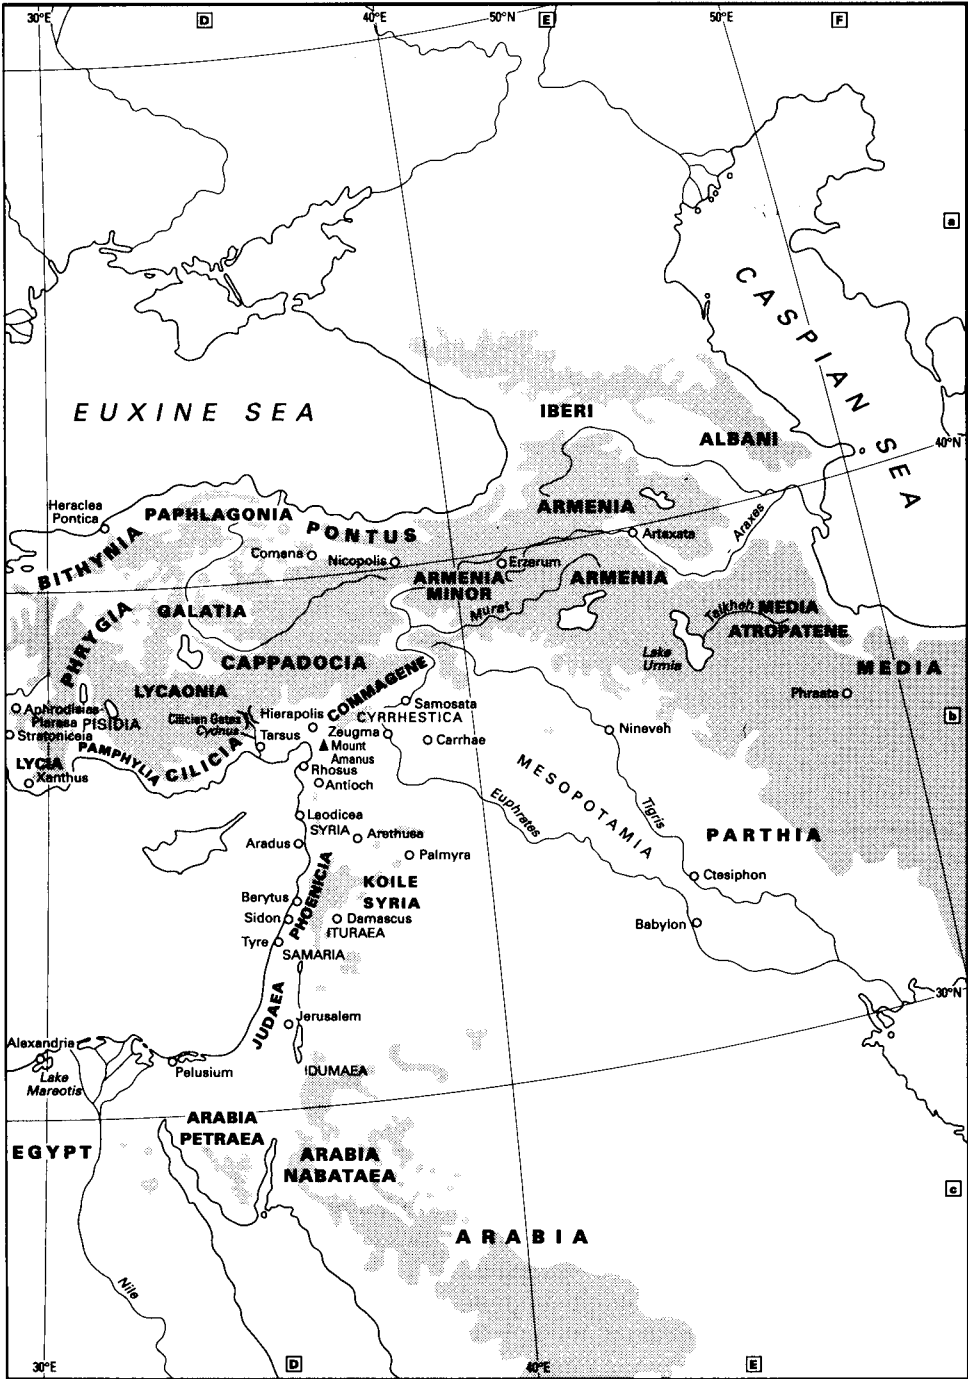 30°E
D
40°E
50°N
E
50°E
F
a
CASPIAN SEA
EUXINE SEA
IBERI
ALBANI
40°N
Heraclea
Pontica
PAPHLAGONIA
PONTUS
ARMENIA
Artaxata
Araxes
BITHYNIA
Comana
Nicopolis
Erzerum
ARMENIA
MINOR
ARMENIA
Murat
PHRYGIA
GALATIA
Talkheh
MEDIA
ATROPATENE
Lake
Urmia
CAPPADOCIA
MEDIA
LYCAONIA
COMMAGENE
Phraata
Aphrodisias
Plarasa
PISIDIA
Cilician Gates
Cydnus
Hierapolis
Samosata
CYRRHESTICA
b
Stratoniceia
Tarsus
Zeugma
Carrhae
Nineveh
PAMPHYLIA
CILICIA
Mount
Amanus
LYCIA
Xanthus
Rhosus
Antioch
MESOPOTAMIA
Euphrates
Tigris
Laodicea
SYRIA
Arethusa
PARTHIA
Aradus
Palmyra
PHOENICIA
KOILE
SYRIA
Ctesiphon
Berytus
Sidon
Damascus
Babylon
ITURAEA
Tyre
SAMARIA
30°N
JUDAEA
Jerusalem
Alexandria
Lake
Mareotis
Pelusium
IDUMAEA
ARABIA
PETRAEA
EGYPT
ARABIA
NABATAEA
c
ARABIA
Nile
30°E
D
40°E
E